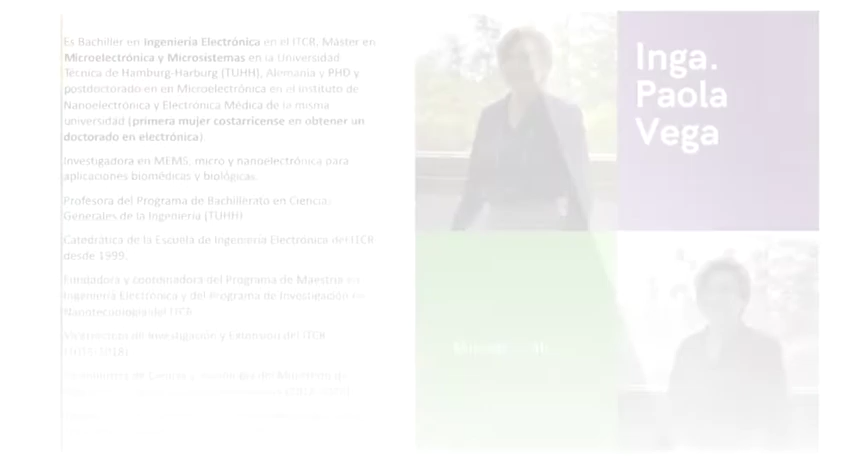 Es Bachiller en Ingeniería Electrónica en el ITCR, Máster en
Microelectrónica y Microsistemas en la Universidad
Técnica de Hamburg-Harburg (TUHH), Alemania y PHD y
postdoctorado en en Microelectrónica en el Instituto de
Nanoelectrónica y Electrónica Médica de la misma
universidad (primera mujer costarricense en obtener un
doctorado en electrónica)
Investigadora en MEMS, micro y nanoelectrónica para
aplicaciones biomédicas y biológicas.
Profesora del Programa de Bachillerato en Ciencias
Generales de la Ingeniería (TUHH)
Catedrática de la Escuela de Ingeniería Electrónica del ITCR
desde 1999.
Fundadora y coordinadora del Programa de Maestría en
Ingeniería Electrónica y del Programa de Investigación en
Nanotecnología del ITCR
Vicerrectora de Investigación y Extensión del ITCR
Inga.
Paola
Vega